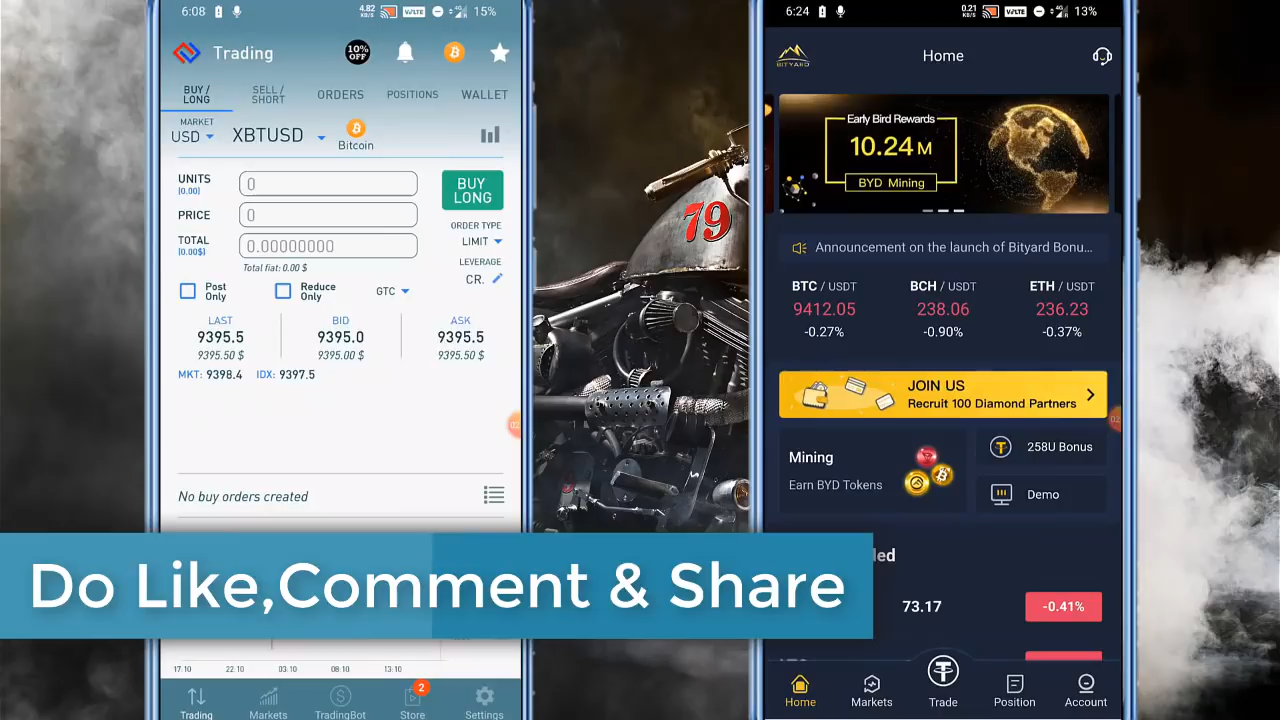 6:08
4.82
KB/S
VoLTE
4G
R
15%
Trading
10%
OFF
BUY /
LONG
SELL /
SHORT
ORDERS
POSITIONS
WALLET
MARKET
USD
XBTUSD
Bitcoin
UNITS
(0.00)
0
BUY
LONG
PRICE
0
ORDER TYPE
LIMIT
TOTAL
(0.00$)
0.00000000
Total fiat: 0.00 $
LEVERAGE
CR.
Post
Only
Reduce
Only
GTC
LAST
BID
ASK
9395.5
9395.0
9395.5
9395.50 $
9395.00 $
9395.50 $
MKT: 9398.4
IDX: 9397.5
No buy orders created
17.10
22.10
03.10
08.10
13.10
2
Trading
Markets
TradingBot
Store
Settings
79
6:24
0.21
KB/S
VoLTE
4G
R
13%
BITYARD
Home
Early Bird Rewards
10.24 M
BYD Mining
Announcement on the launch of Bityard Bonu...
BTC / USDT
BCH / USDT
ETH / USDT
9412.05
238.06
236.23
-0.27%
-0.90%
-0.37%
JOIN US
Recruit 100 Diamond Partners
Mining
Earn BYD Tokens
258U Bonus
Demo
73.17
-0.41%
Home
Markets
Trade
Position
Account
Do Like,Comment & Share